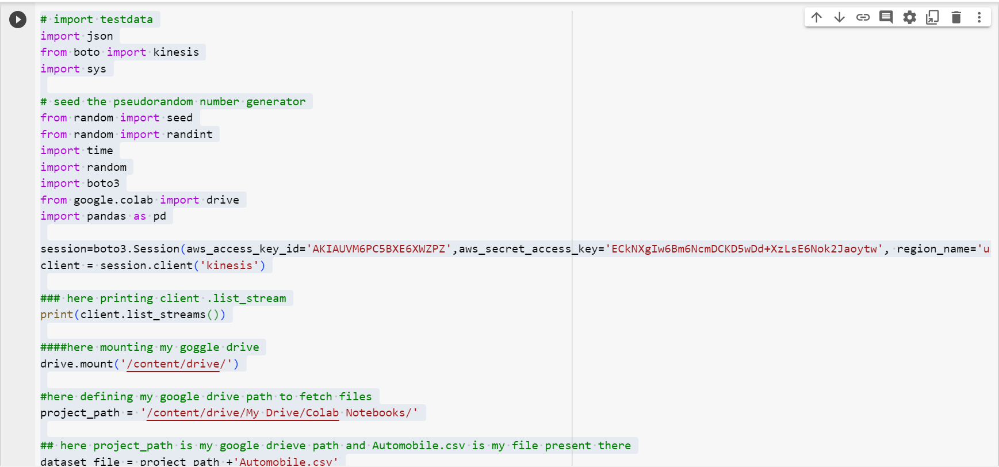 # import testdata
import json
from boto import kinesis
import sys
# seed the pseudorandom number generator
from random import seed
from random import randint
import time
import random
import boto3
from google.colab import drive
import pandas as pd
session=boto3.Session(aws_access_key_id='AKIAUVM6PC5BXE6XWZPZ',aws_secret_access_key='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', region_name='u
client = session.client('kinesis')
### here printing client .list_stream
print(client.list_streams())
####here mounting my goggle drive
drive.mount('/content/drive/')
#here defining my google drive path to fetch files
project_path = '/content/drive/My Drive/Colab Notebooks/'
## here project_path is my google drieve path and Automobile.csv is my file present there
dataset_file = project_path +'Automobile.csv'